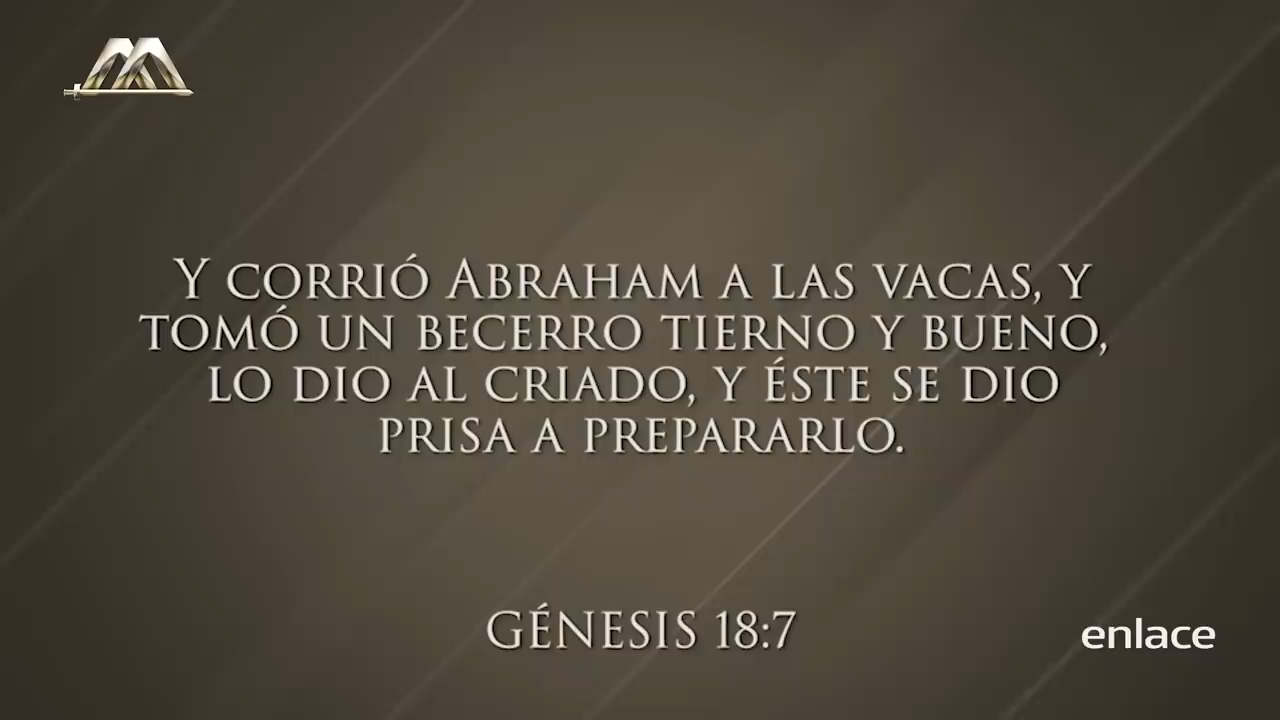 Y CORRIÓ ABRAHAM A LAS VACAS, Y
TOMÓ UN BECERRO TIERNO Y BUENO,
LO DIO AL CRIADO, Y ÉSTE SE DIO
PRISA A PREPARARLO.
GÉNESIS 18:7
enlace